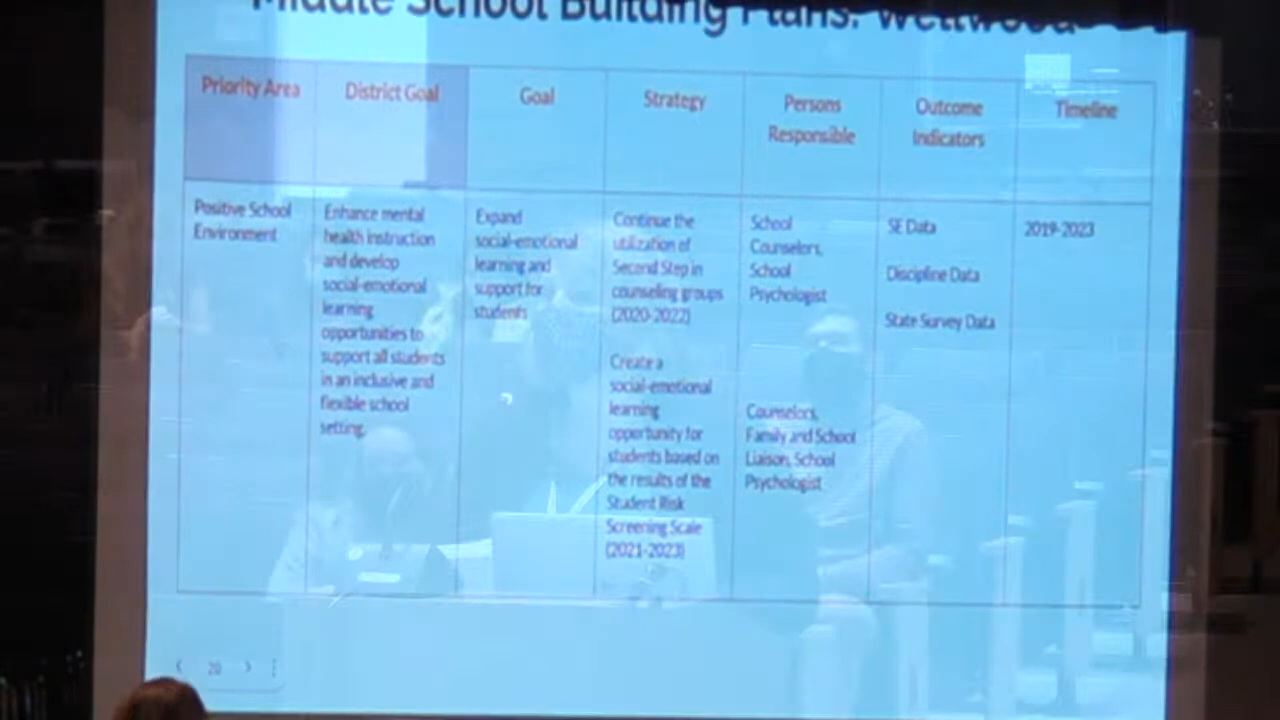 Middle School Building Plans: Wellwood
Priority Area
District Goal
Goal
Strategy
Persons
Responsible
Outcome
Indicators
Timeline
Positive School
Environment
Enhance mental
health instruction
and develop
social-emotional
learning
opportunities to
support all students
in an inclusive and
flexible school
setting.
Expand
social-emotional
learning and
support for
students
Continue the
utilization of
Second Step in
counseling groups
(2020-2022)
Create a
social-emotional
learning
opportunity for
students based on
the results of the
Student Risk
Screening Scale
(2021-2023)
School
Counselors,
School
Psychologist
Counselors,
Family and School
Liaison, School
Psychologist
SE Data
Discipline Data
State Survey Data
2019-2023
20